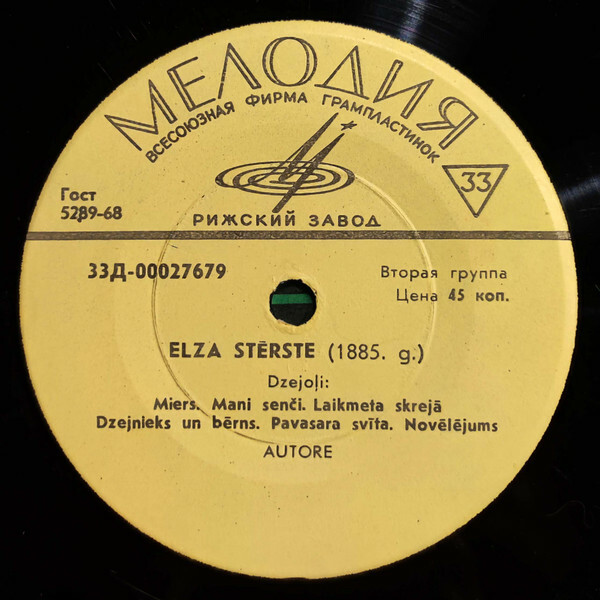 МЕЛОДИЯ
ВСЕСОЮЗНАЯ ФИРМА ГРАМПЛАСТИНОК
33
Гост
5289-68
РИЖСКИЙ ЗАВОД
33Д-00027679
Вторая группа
Цена 45 коп.
ELZA STĒRSTE (1885. g.)
Dzejoļi:
Miers. Mani senči. Laikmeta skrejā
Dzejnieks un bērns. Pavasara svīta. Novēlējums
AUTORE